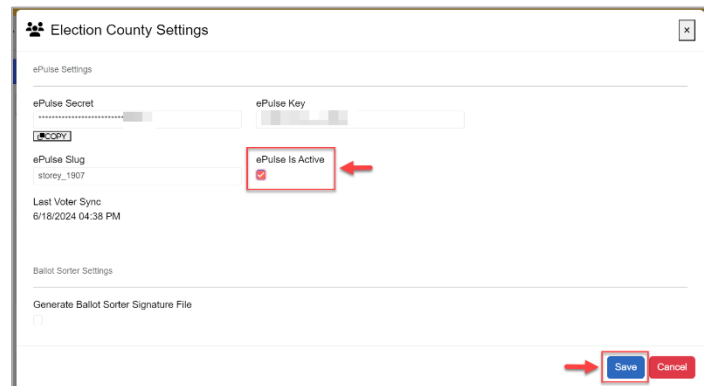 Election County Settings
×
ePulse Settings
ePulse Secret ePulse Key
COPY
ePulse Slug ePulse Is Active
storey_1907
Last Voter Sync
6/18/2024 04:38 PM
Ballot Sorter Settings
Generate Ballot Sorter Signature File
Save Cancel